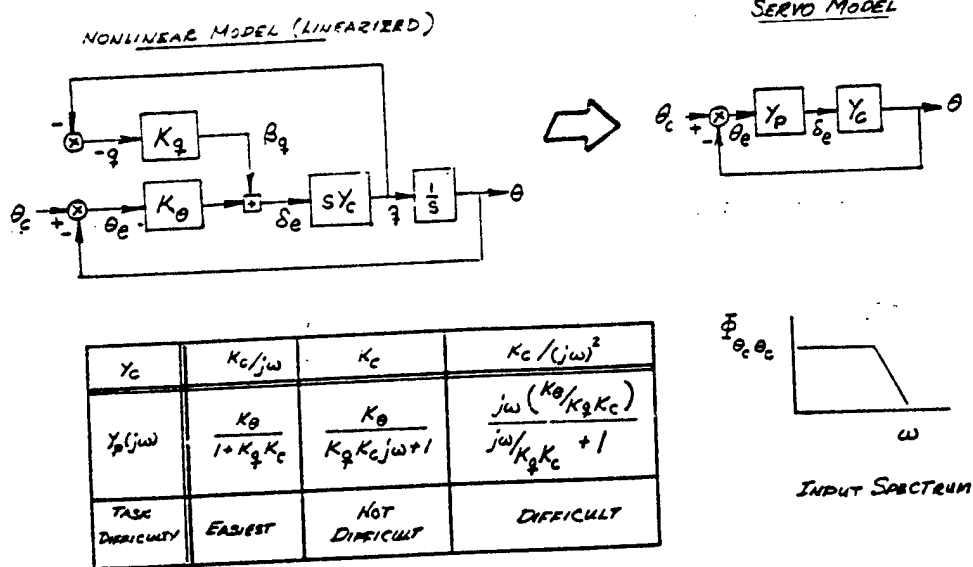 SERVO MODEL
NONLINEAR MODEL (LINEARIZED)
- -q K_q β_q
θ_c + - θ_e K_θ + δ_e sY_c q 1/s θ
θ_c + - θ_e Y_p δ_e Y_c θ
Y_c K_c/jω K_c K_c/(jω)²
Y_p(jω) K_θ/(1+K_qK_c) K_θ/(K_qK_cjω+1) jω(K_θ/K_qK_c)/(jω/K_qK_c + 1)
TASK DIFFICULTY EASIEST NOT DIFFICULT DIFFICULT
Φ_θ_cθ_c
ω
INPUT SPECTRUM